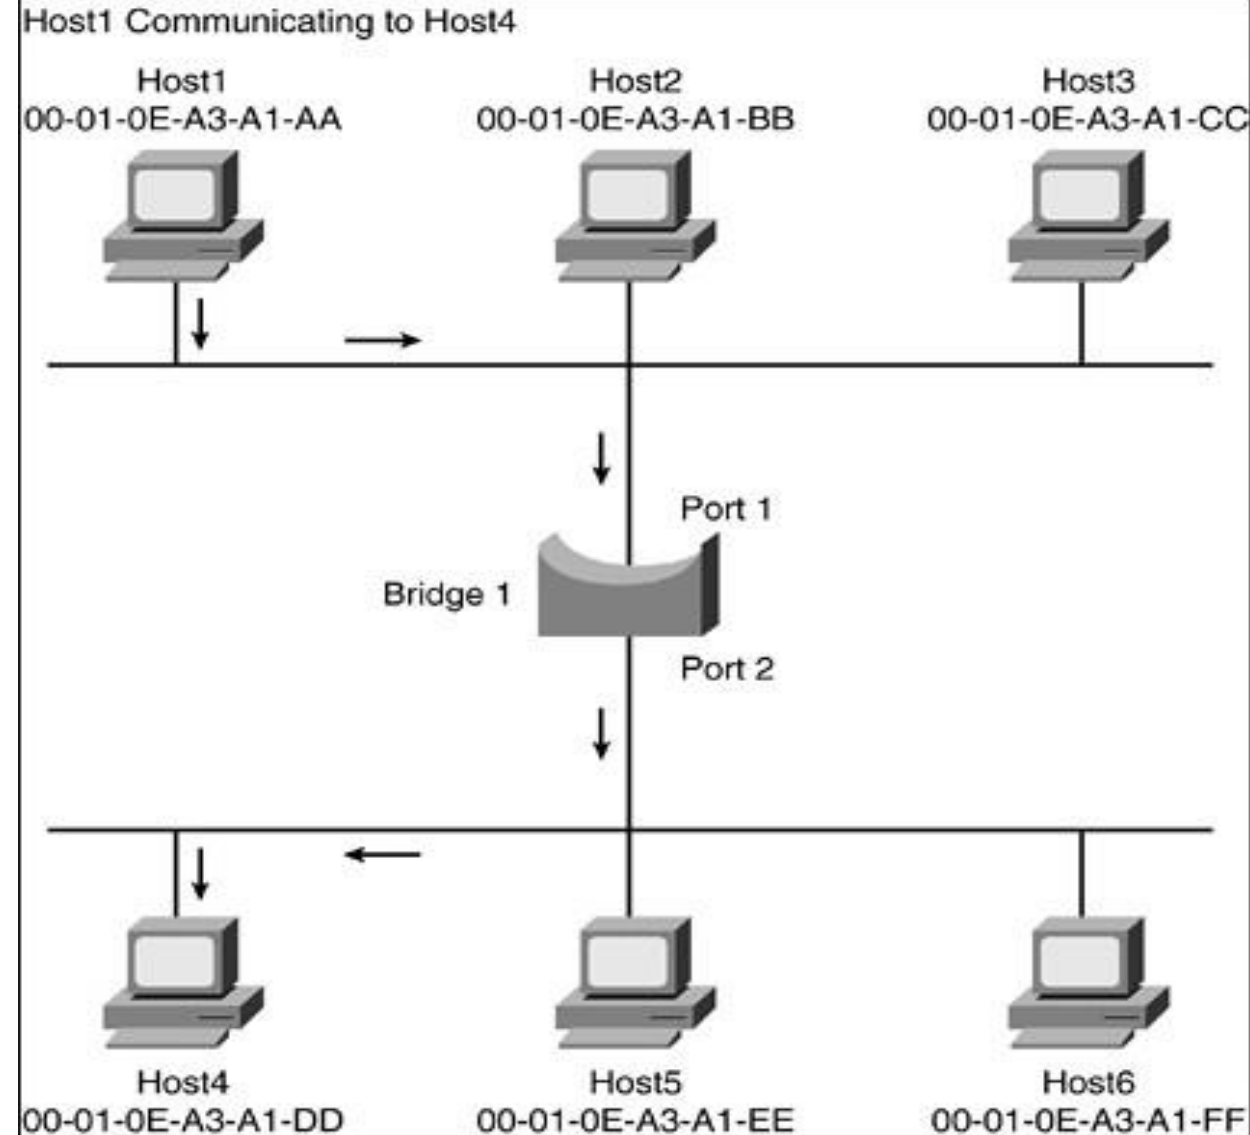 Host1 Communicating to Host4
Host1
00-01-0E-A3-A1-AA
Host2
00-01-0E-A3-A1-BB
Host3
00-01-0E-A3-A1-CC
Port 1
Bridge 1
Port 2
Host4
00-01-0E-A3-A1-DD
Host5
00-01-0E-A3-A1-EE
Host6
00-01-0E-A3-A1-FF